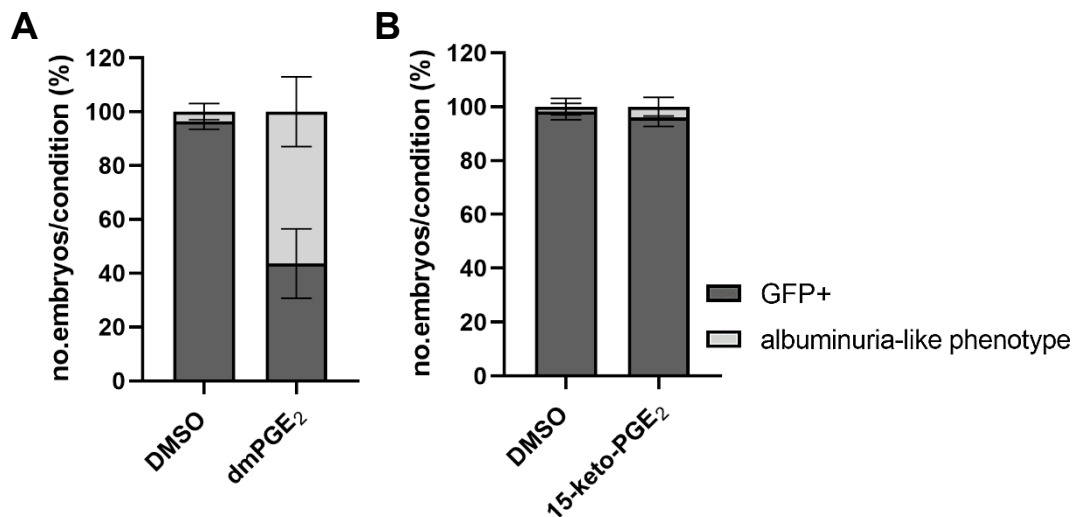 A
no.embryos/condition (%)
120
100
80
60
40
20
0
DMSO
dmPGE₂
B
no.embryos/condition (%)
120
100
80
60
40
20
0
DMSO
15-keto-PGE₂
GFP+
albuminuria-like phenotype